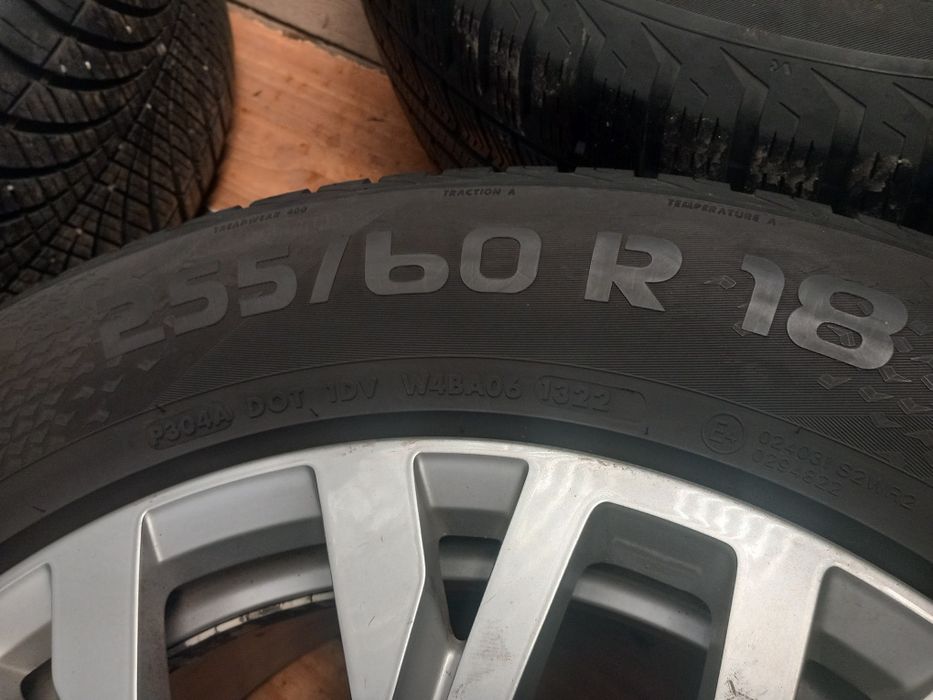 TREADWEAR 400
TRACTION A
TEMPERATURE A
255/60 R 18
P304A DOT 1DV W4BA06 1322
E4 024031 S2WR2
0294822